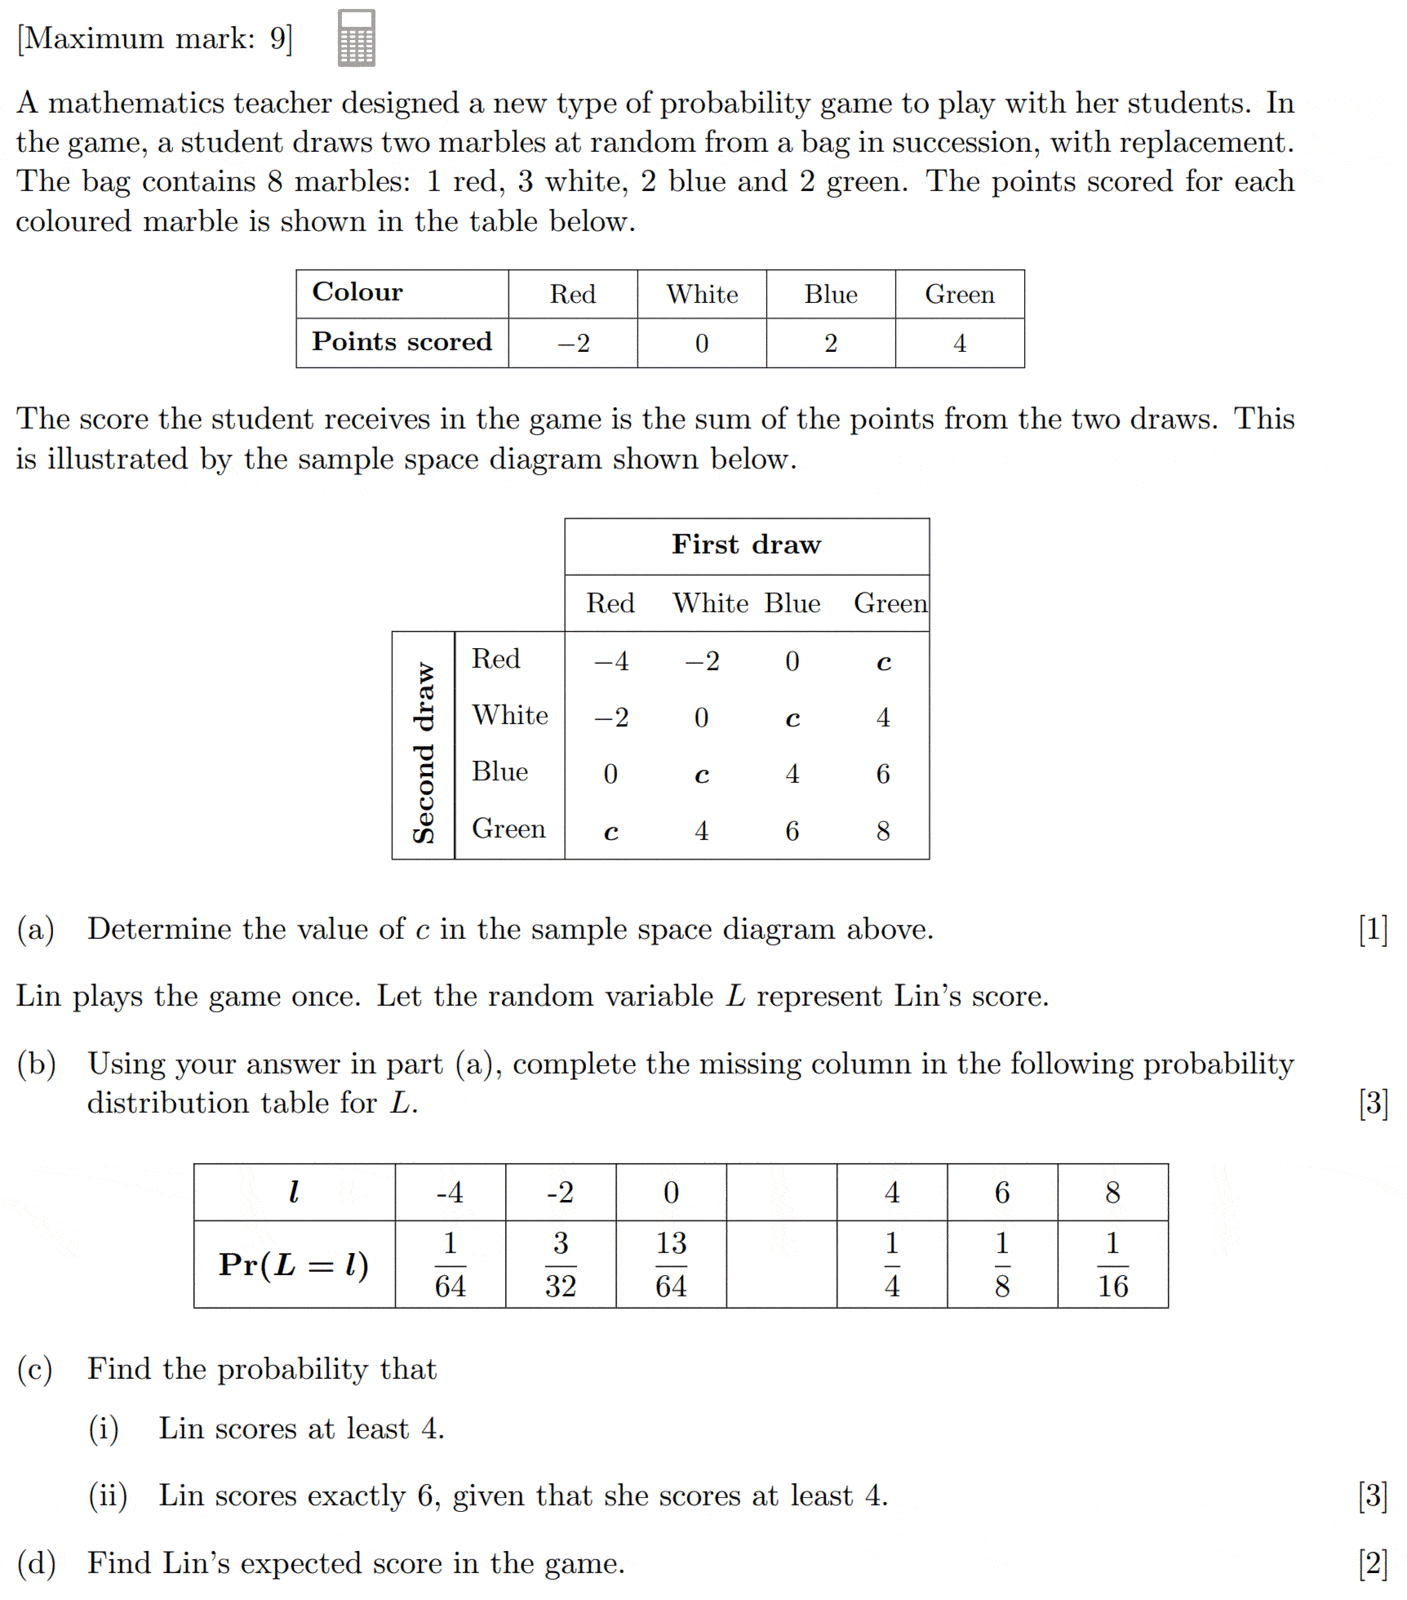 [Maximum mark: 9]
A mathematics teacher designed a new type of probability game to play with her students. In
the game, a student draws two marbles at random from a bag in succession, with replacement.
The bag contains 8 marbles: 1 red, 3 white, 2 blue and 2 green. The points scored for each
coloured marble is shown in the table below.
Colour Red White Blue Green
Points scored −2 0 2 4
The score the student receives in the game is the sum of the points from the two draws. This
is illustrated by the sample space diagram shown below.
First draw
Red White Blue Green
Second draw
Red −4 −2 0 c
White −2 0 c 4
Blue 0 c 4 6
Green c 4 6 8
(a) Determine the value of c in the sample space diagram above. [1]
Lin plays the game once. Let the random variable L represent Lin's score.
(b) Using your answer in part (a), complete the missing column in the following probability
distribution table for L. [3]
l -4 -2 0 4 6 8
Pr(L = l) 1/64 3/32 13/64 1/4 1/8 1/16
(c) Find the probability that
(i) Lin scores at least 4.
(ii) Lin scores exactly 6, given that she scores at least 4. [3]
(d) Find Lin's expected score in the game. [2]